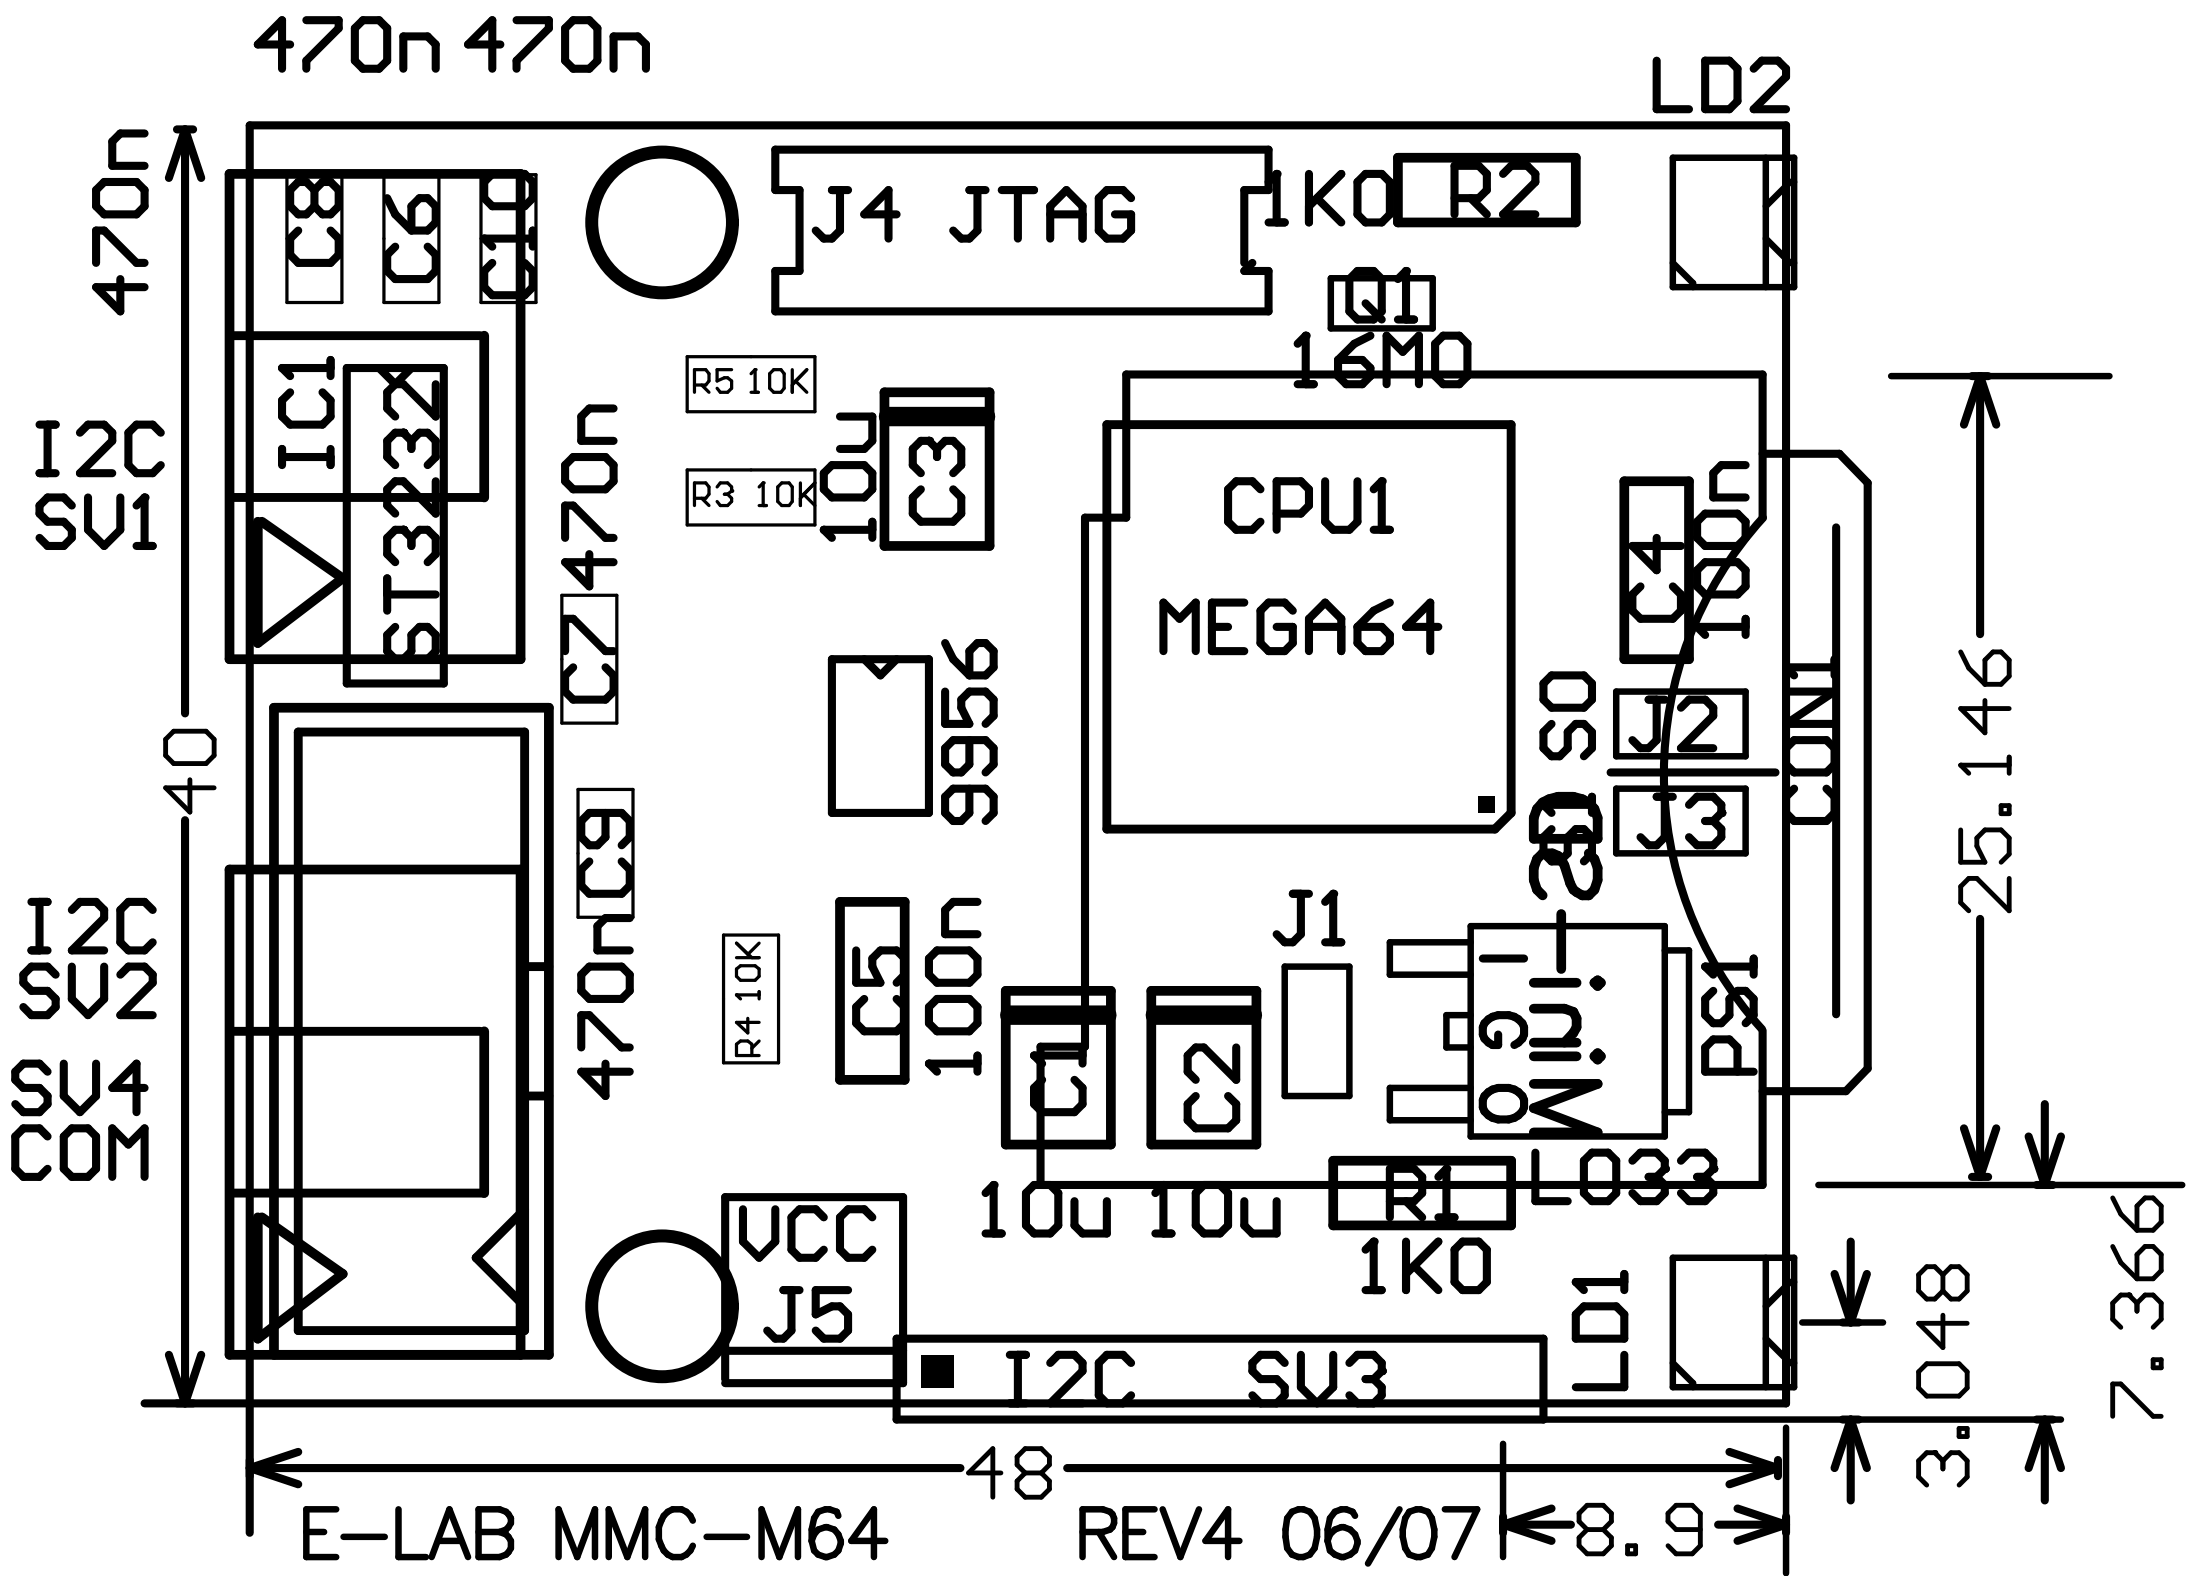 470n 470n
LD2
470n
C8
C6
C10
J4 JTAG
1K0
R2
Q1
16M0
IC1
ST3232
I2C
SV1
470n
C7
R5 10K
R3 10K
10u
C3
CPU1
MEGA64
C4
100n
9956
SO
J2
J3
CON1
25.146
40
C9
470n
I2C
SV2
SV4
COM
R4 10K
C5
100n
J1
C1
C2
10u 10u
I
G
O
PS1
LO33
R1
1K0
VCC
J5
LD1
I2C SV3
3.048
7.366
48
8.9
E-LAB MMC-M64
REV4 06/07